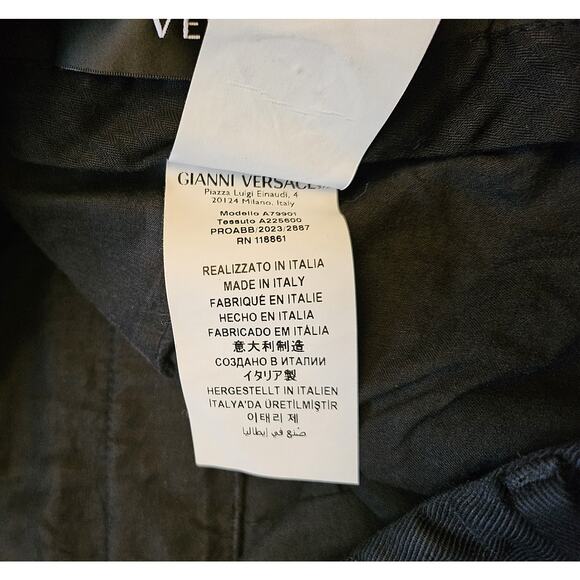 VE
GIANNI VERSACE
Piazza Luigi Einaudi, 4
20124 Milano, Italy
Modello A79901
Tessuto A225600
PROABB/2023/2887
RN 118861
REALIZZATO IN ITALIA
MADE IN ITALY
FABRIQUÉ EN ITALIE
HECHO EN ITALIA
FABRICADO EM ITÀLIA
意大利制造
СОЗДАНО В ИТАЛИИ
イタリア製
HERGESTELLT IN ITALIEN
İTALYA'DA ÜRETİLMİŞTİR
이태리 제
صنع في إيطاليا